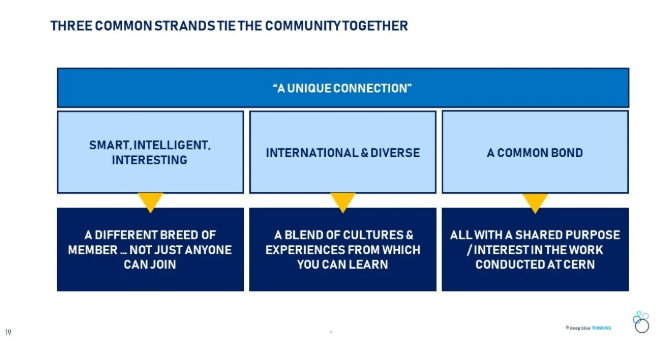 THREE COMMON STRANDS TIE THE COMMUNITY TOGETHER
“A UNIQUE CONNECTION”
SMART, INTELLIGENT,
INTERESTING
INTERNATIONAL & DIVERSE
A COMMON BOND
A DIFFERENT BREED OF
MEMBER … NOT JUST ANYONE
CAN JOIN
A BLEND OF CULTURES &
EXPERIENCES FROM WHICH
YOU CAN LEARN
ALL WITH A SHARED PURPOSE
/ INTEREST IN THE WORK
CONDUCTED AT CERN
19
© deep blue THINKING